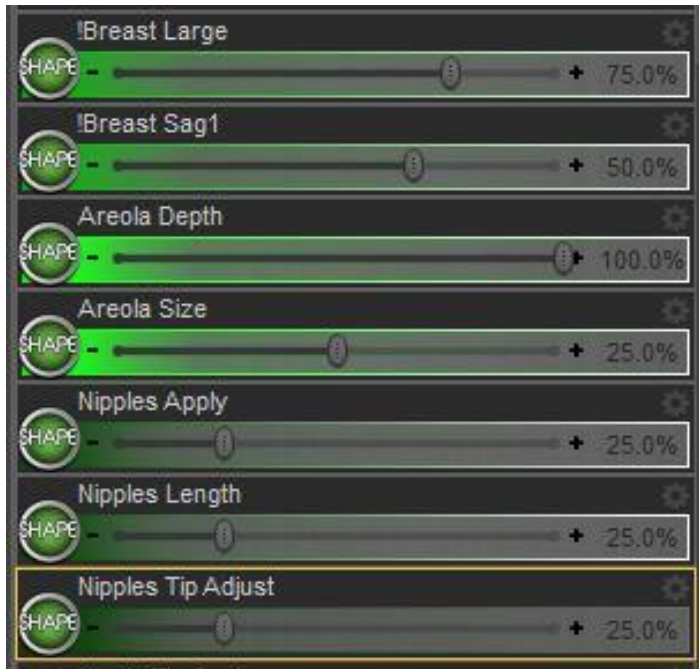 !Breast Large
SHAPE - + 75.0%
!Breast Sag1
SHAPE - + 50.0%
Areola Depth
SHAPE - + 100.0%
Areola Size
SHAPE - + 25.0%
Nipples Apply
SHAPE - + 25.0%
Nipples Length
SHAPE - + 25.0%
Nipples Tip Adjust
SHAPE - + 25.0%